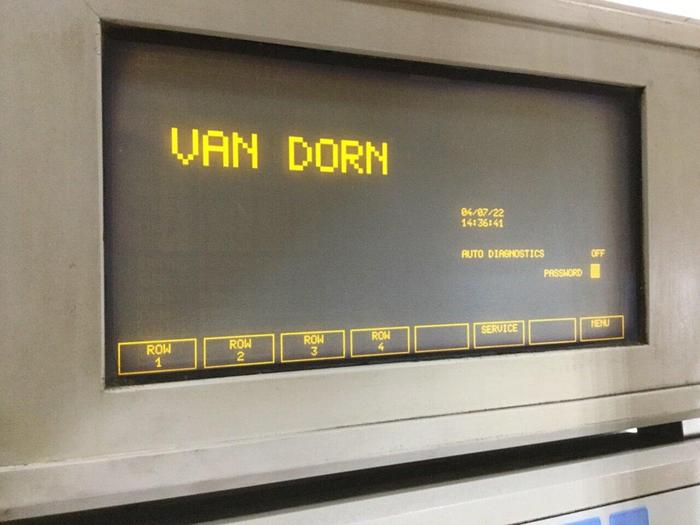 VAN DORN
04/07/22
14:36:41
AUTO DIAGNOSTICS OFF
PASSWORD
ROW 1
ROW 2
ROW 3
ROW 4
SERVICE
MENU